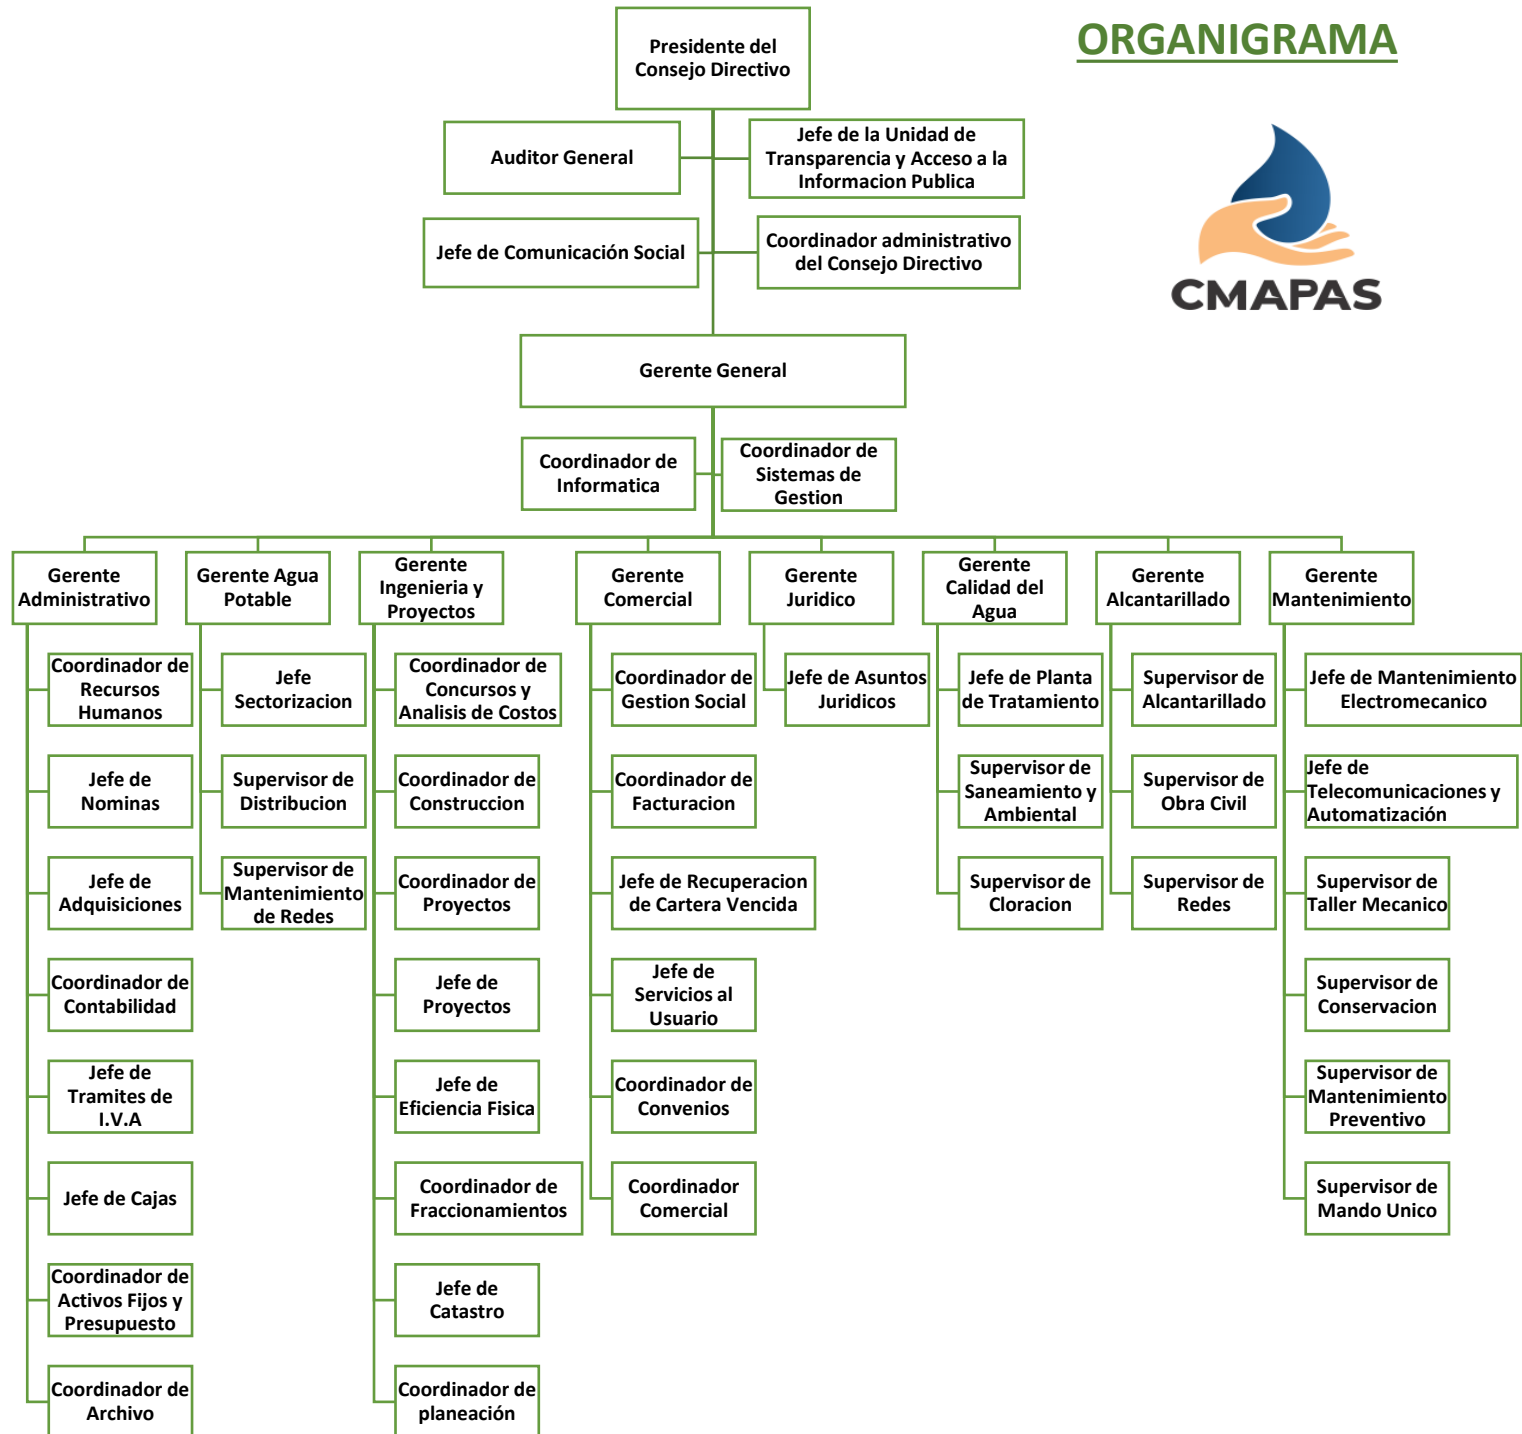 ORGANIGRAMA
CMAPAS
Presidente del
Consejo Directivo
Auditor General
Jefe de la Unidad de
Transparencia y Acceso a la
Informacion Publica
Jefe de Comunicación Social
Coordinador administrativo
del Consejo Directivo
Gerente General
Coordinador de
Informatica
Coordinador de
Sistemas de
Gestion
Gerente
Administrativo
Coordinador de
Recursos
Humanos
Jefe de
Nominas
Jefe de
Adquisiciones
Coordinador de
Contabilidad
Jefe de
Tramites de
I.V.A
Jefe de Cajas
Coordinador de
Activos Fijos y
Presupuesto
Coordinador de
Archivo
Gerente Agua
Potable
Jefe
Sectorizacion
Supervisor de
Distribucion
Supervisor de
Mantenimiento
de Redes
Gerente
Ingenieria y
Proyectos
Coordinador de
Concursos y
Analisis de Costos
Coordinador de
Construccion
Coordinador de
Proyectos
Jefe de
Proyectos
Jefe de
Eficiencia Fisica
Coordinador de
Fraccionamientos
Jefe de
Catastro
Coordinador de
planeación
Gerente
Comercial
Coordinador de
Gestion Social
Coordinador de
Facturacion
Jefe de Recuperacion
de Cartera Vencida
Jefe de
Servicios al
Usuario
Coordinador de
Convenios
Coordinador
Comercial
Gerente
Juridico
Jefe de Asuntos
Juridicos
Gerente
Calidad del
Agua
Jefe de Planta
de Tratamiento
Supervisor de
Saneamiento y
Ambiental
Supervisor de
Cloracion
Gerente
Alcantarillado
Supervisor de
Alcantarillado
Supervisor de
Obra Civil
Supervisor de
Redes
Gerente
Mantenimiento
Jefe de Mantenimiento
Electromecanico
Jefe de
Telecomunicaciones y
Automatización
Supervisor de
Taller Mecanico
Supervisor de
Conservacion
Supervisor de
Mantenimiento
Preventivo
Supervisor de
Mando Unico